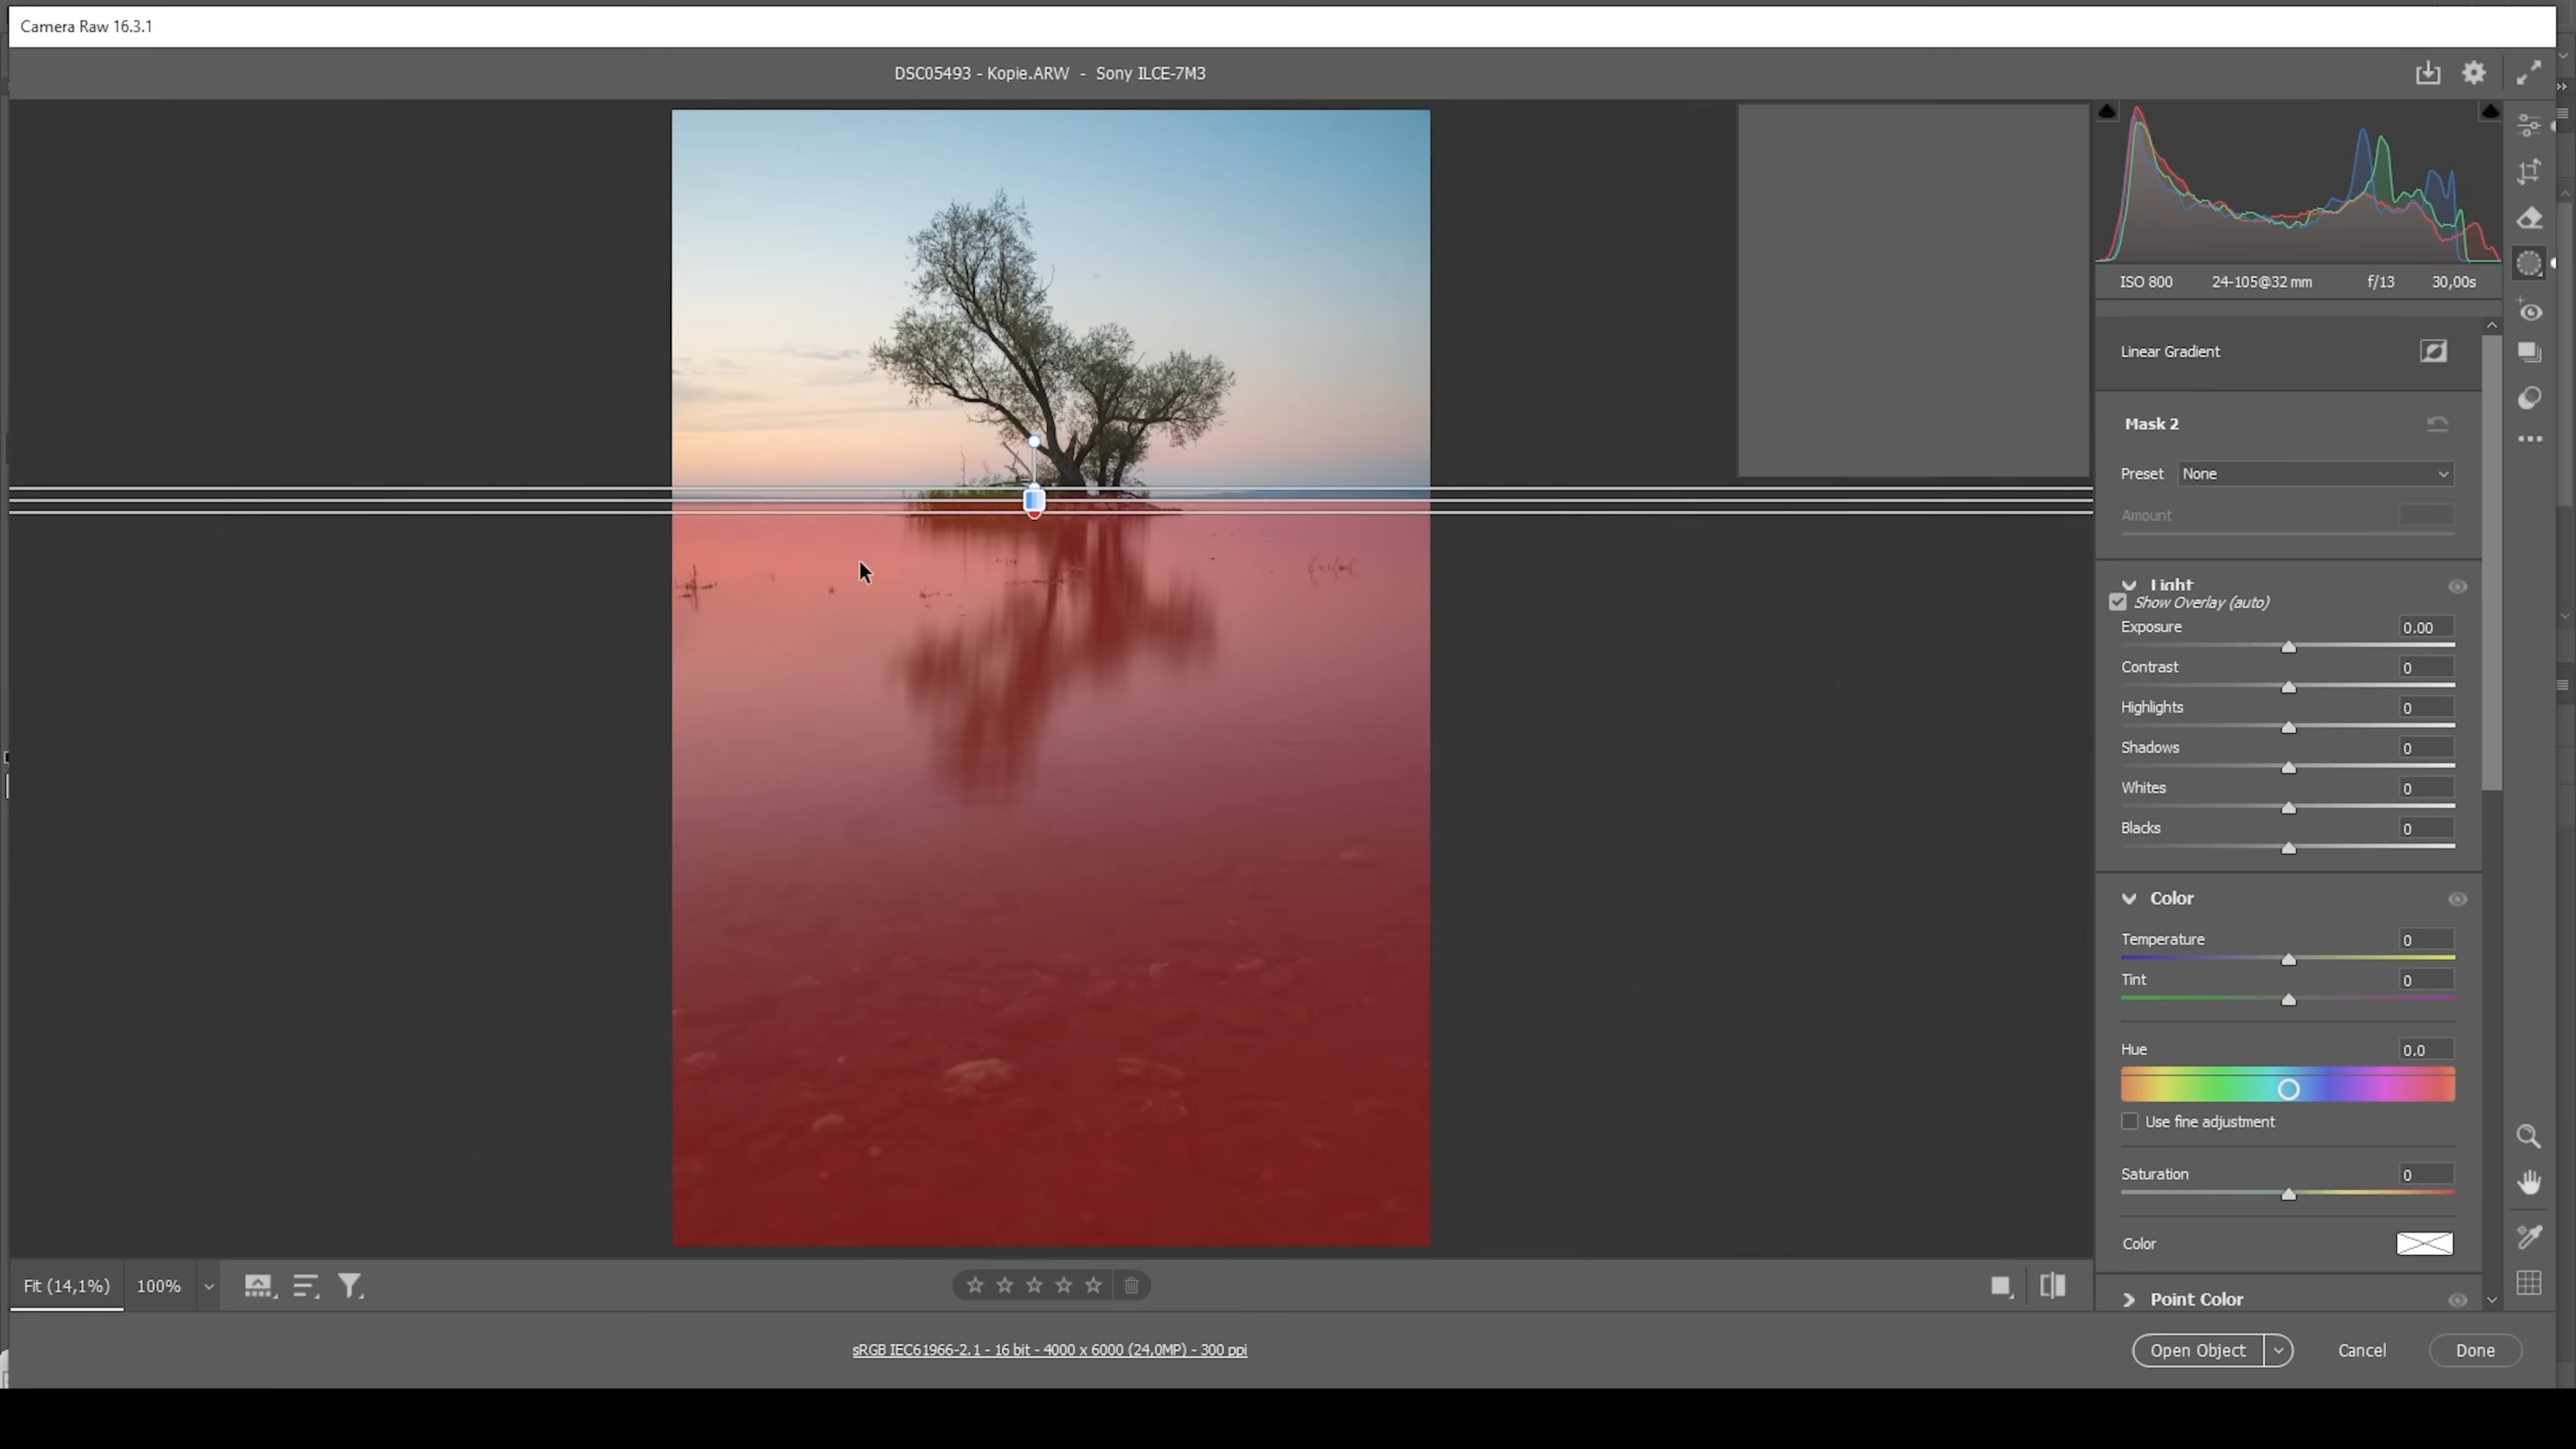 Camera Raw 16.3.1
DSC05493 - Kopie.ARW - Sony ILCE-7M3
ISO 800 24-105@32 mm f/13 30,00s
Linear Gradient
Mask 2
Preset None
Amount
Light
Show Overlay (auto)
Exposure 0.00
Contrast 0
Highlights 0
Shadows 0
Whites 0
Blacks 0
Color
Temperature 0
Tint 0
Hue 0.0
Use fine adjustment
Saturation 0
Color
Point Color
Fit (14,1%) 100%
sRGB IEC61966-2.1 - 16 bit - 4000 x 6000 (24,0MP) - 300 ppi
Open Object Cancel Done